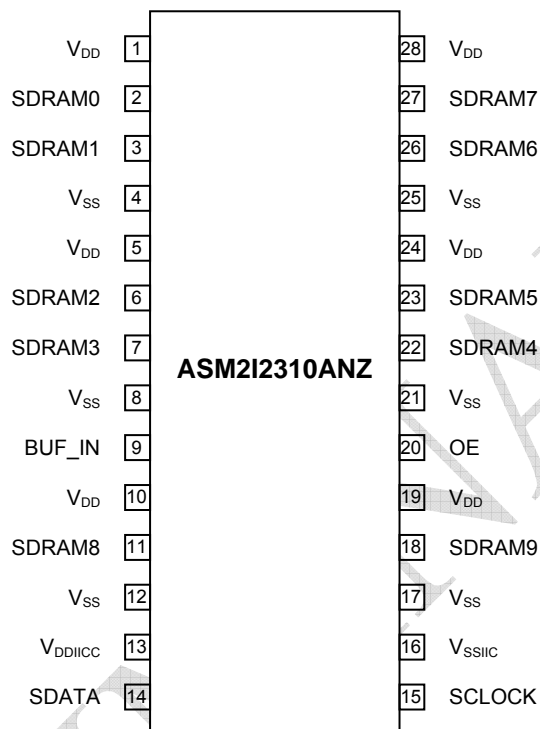 VDD 1 28 VDD
SDRAM0 2 27 SDRAM7
SDRAM1 3 26 SDRAM6
VSS 4 25 VSS
VDD 5 24 VDD
SDRAM2 6 23 SDRAM5
SDRAM3 7 22 SDRAM4
ASM2I2310ANZ
VSS 8 21 VSS
BUF_IN 9 20 OE
VDD 10 19 VDD
SDRAM8 11 18 SDRAM9
VSS 12 17 VSS
VDDIICC 13 16 VSSIIC
SDATA 14 15 SCLOCK